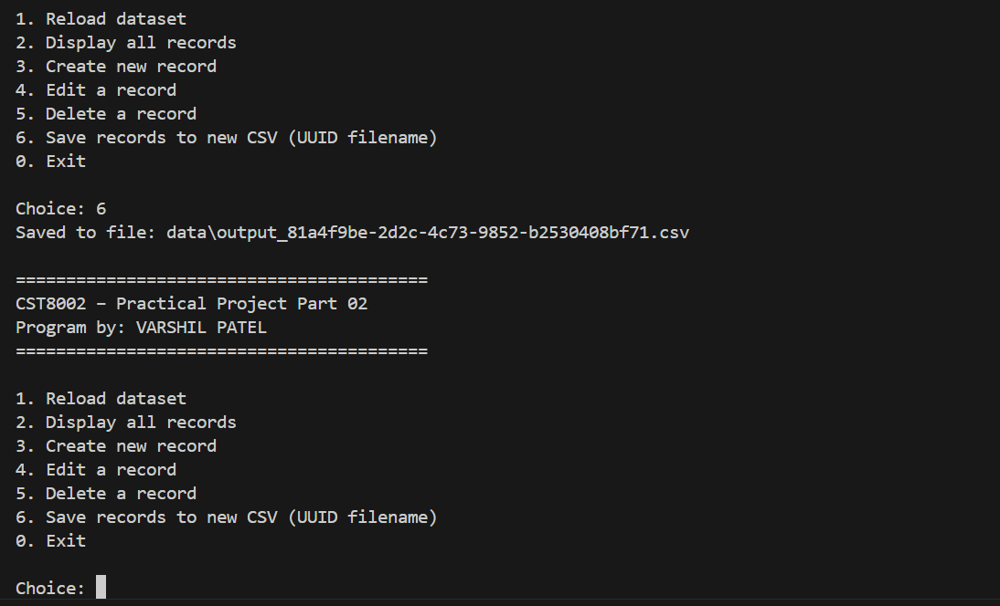 1. Reload dataset
2. Display all records
3. Create new record
4. Edit a record
5. Delete a record
6. Save records to new CSV (UUID filename)
0. Exit
Choice: 6
Saved to file: data\output_81a4f9be-2d2c-4c73-9852-b2530408bf71.csv
=========================================
CST8002 – Practical Project Part 02
Program by: VARSHIL PATEL
=========================================
1. Reload dataset
2. Display all records
3. Create new record
4. Edit a record
5. Delete a record
6. Save records to new CSV (UUID filename)
0. Exit
Choice: